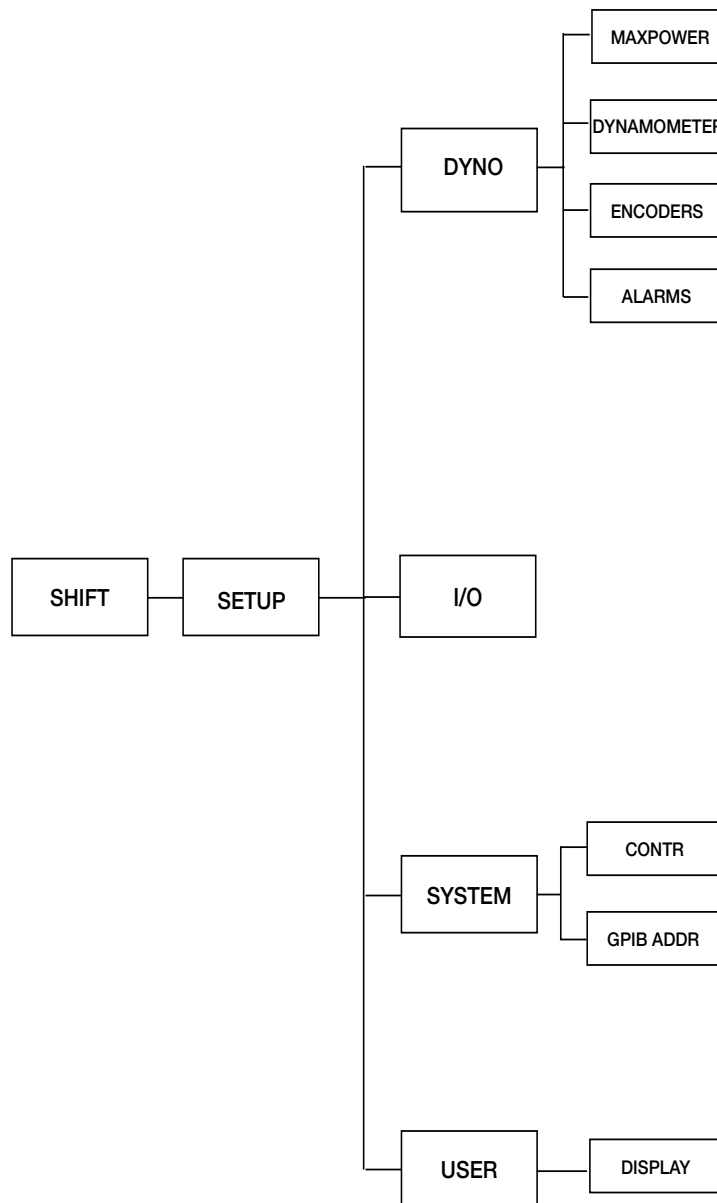 MAXPOWER
DYNAMOMETER
DYNO
ENCODERS
ALARMS
SHIFT
SETUP
I/O
CONTR
SYSTEM
GPIB ADDR
USER
DISPLAY